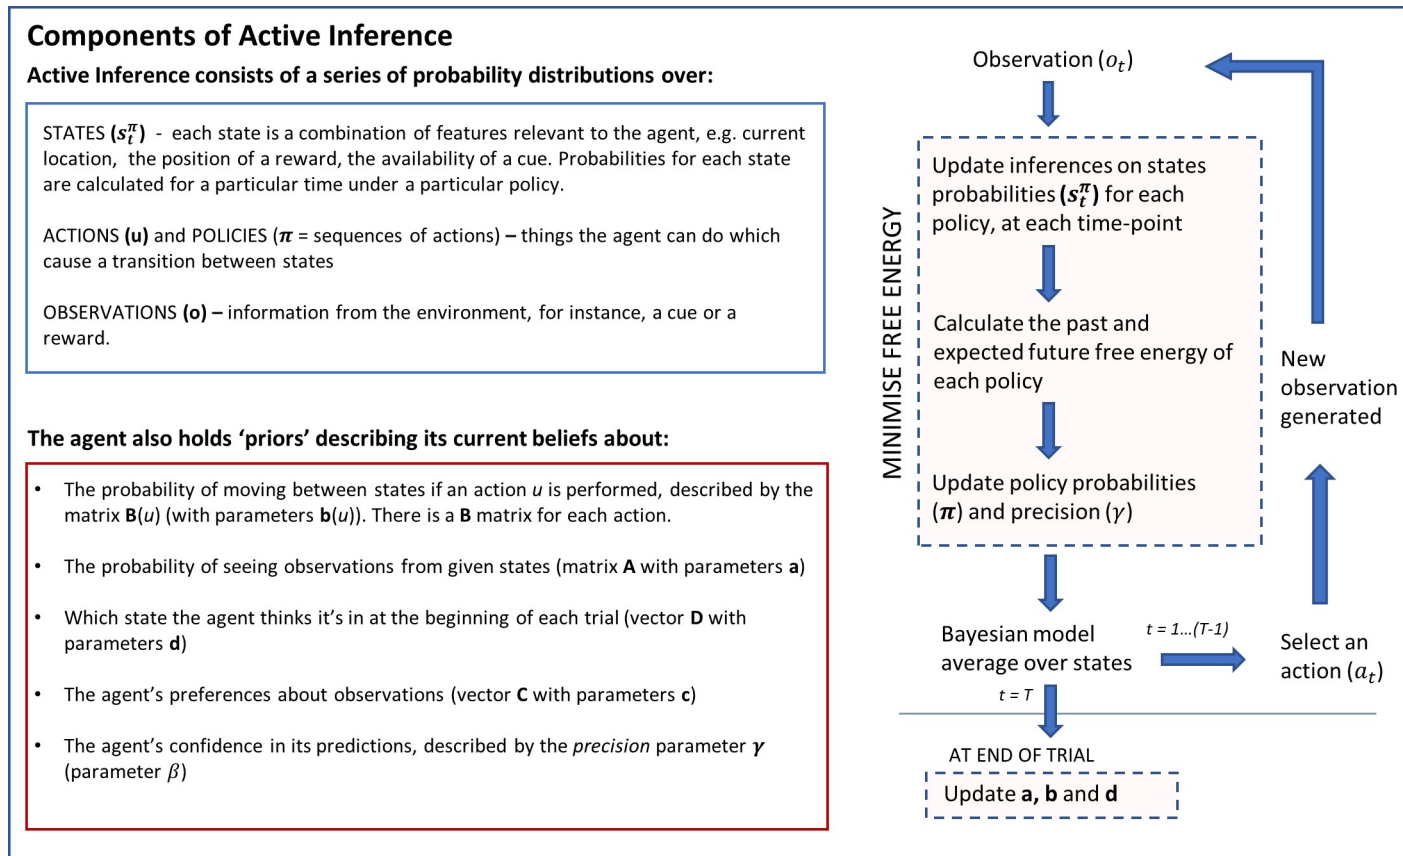 Components of Active Inference
Active Inference consists of a series of probability distributions over:
STATES (sₜ^π) - each state is a combination of features relevant to the agent, e.g. current
location, the position of a reward, the availability of a cue. Probabilities for each state
are calculated for a particular time under a particular policy.
ACTIONS (u) and POLICIES (π = sequences of actions) – things the agent can do which
cause a transition between states
OBSERVATIONS (o) – information from the environment, for instance, a cue or a
reward.
The agent also holds ‘priors’ describing its current beliefs about:
• The probability of moving between states if an action u is performed, described by the
matrix B(u) (with parameters b(u)). There is a B matrix for each action.
• The probability of seeing observations from given states (matrix A with parameters a)
• Which state the agent thinks it’s in at the beginning of each trial (vector D with
parameters d)
• The agent’s preferences about observations (vector C with parameters c)
• The agent’s confidence in its predictions, described by the precision parameter γ
(parameter β)
Observation (oₜ)
MINIMISE FREE ENERGY
Update inferences on states
probabilities (sₜ^π) for each
policy, at each time-point
Calculate the past and
expected future free energy of
each policy
Update policy probabilities
(π) and precision (γ)
Bayesian model
average over states
t = 1...(T-1)
Select an
action (aₜ)
New
observation
generated
t = T
AT END OF TRIAL
Update a, b and d